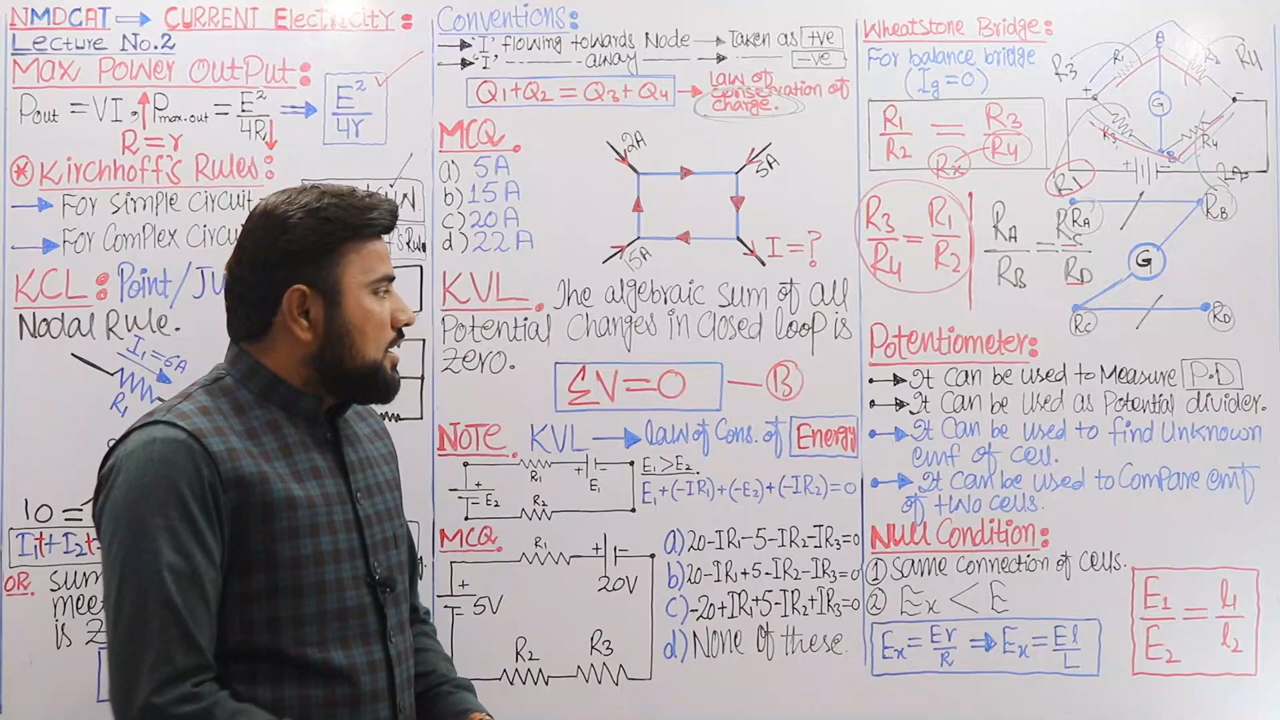 NMDCAT ⇒ CURRENT Electricity:
Lecture No.2
Max Power OutPut:
Pout = VI, Pmax.out = E²/4R ⇒ E²/4r
R=r
* Kirchhoff's Rules:
→ For Simple Circuit
→ For Complex Circui
KCL: Point/Ju
Nodal Rule.
I₁=6A
R₁
10 =
I₁t+I₂t
OR. Sum
mee
is Z
Conventions:
→ 'I' flowing towards Node → Taken as +ve
→ 'I' ——— away ——— → ——— -ve
Q₁+Q₂ = Q₃+Q₄ → Law of Conservation of charge.
MCQ.
a) 5A
b) 15A
c) 20A
d) 22A
2A
5A
15A
I=?
KVL. The algebraic sum of all
Potential Changes in Closed loop is
zero.
ΣV=0 — B
NOTE. KVL → Law of Cons. of Energy
R₁
E₁
E₂
R₂
E₁>E₂
E₁+(-IR₁)+(-E₂)+(-IR₂)=0
MCQ.
R₁
20V
5V
R₂
R₃
a) 20-IR₁-5-IR₂-IR₃=0
b) 20-IR₁+5-IR₂-IR₃=0
c) -20+IR₁+5-IR₂+IR₃=0
d) None of these.
Wheatstone Bridge:
For balance bridge
(Ig=0)
R₁/R₂ = R₃/R₄
Rx
R₃
R₄
R₁
R₂
A
G
R₃
R₄
B
R₁
R₃/R₄ = R₁/R₂
RA
RB
G
RC
RD
Potentiometer:
→ It can be used to Measure P.D
→ It can be used as Potential divider.
→ It can be used to find Unknown
emf of cell.
→ It can be used to Compare emf
of two cells.
Null Condition:
① Same connection of cells.
② Ex < E
Ex = Er/R ⇒ Ex = El/L
E₁/E₂ = l₁/l₂